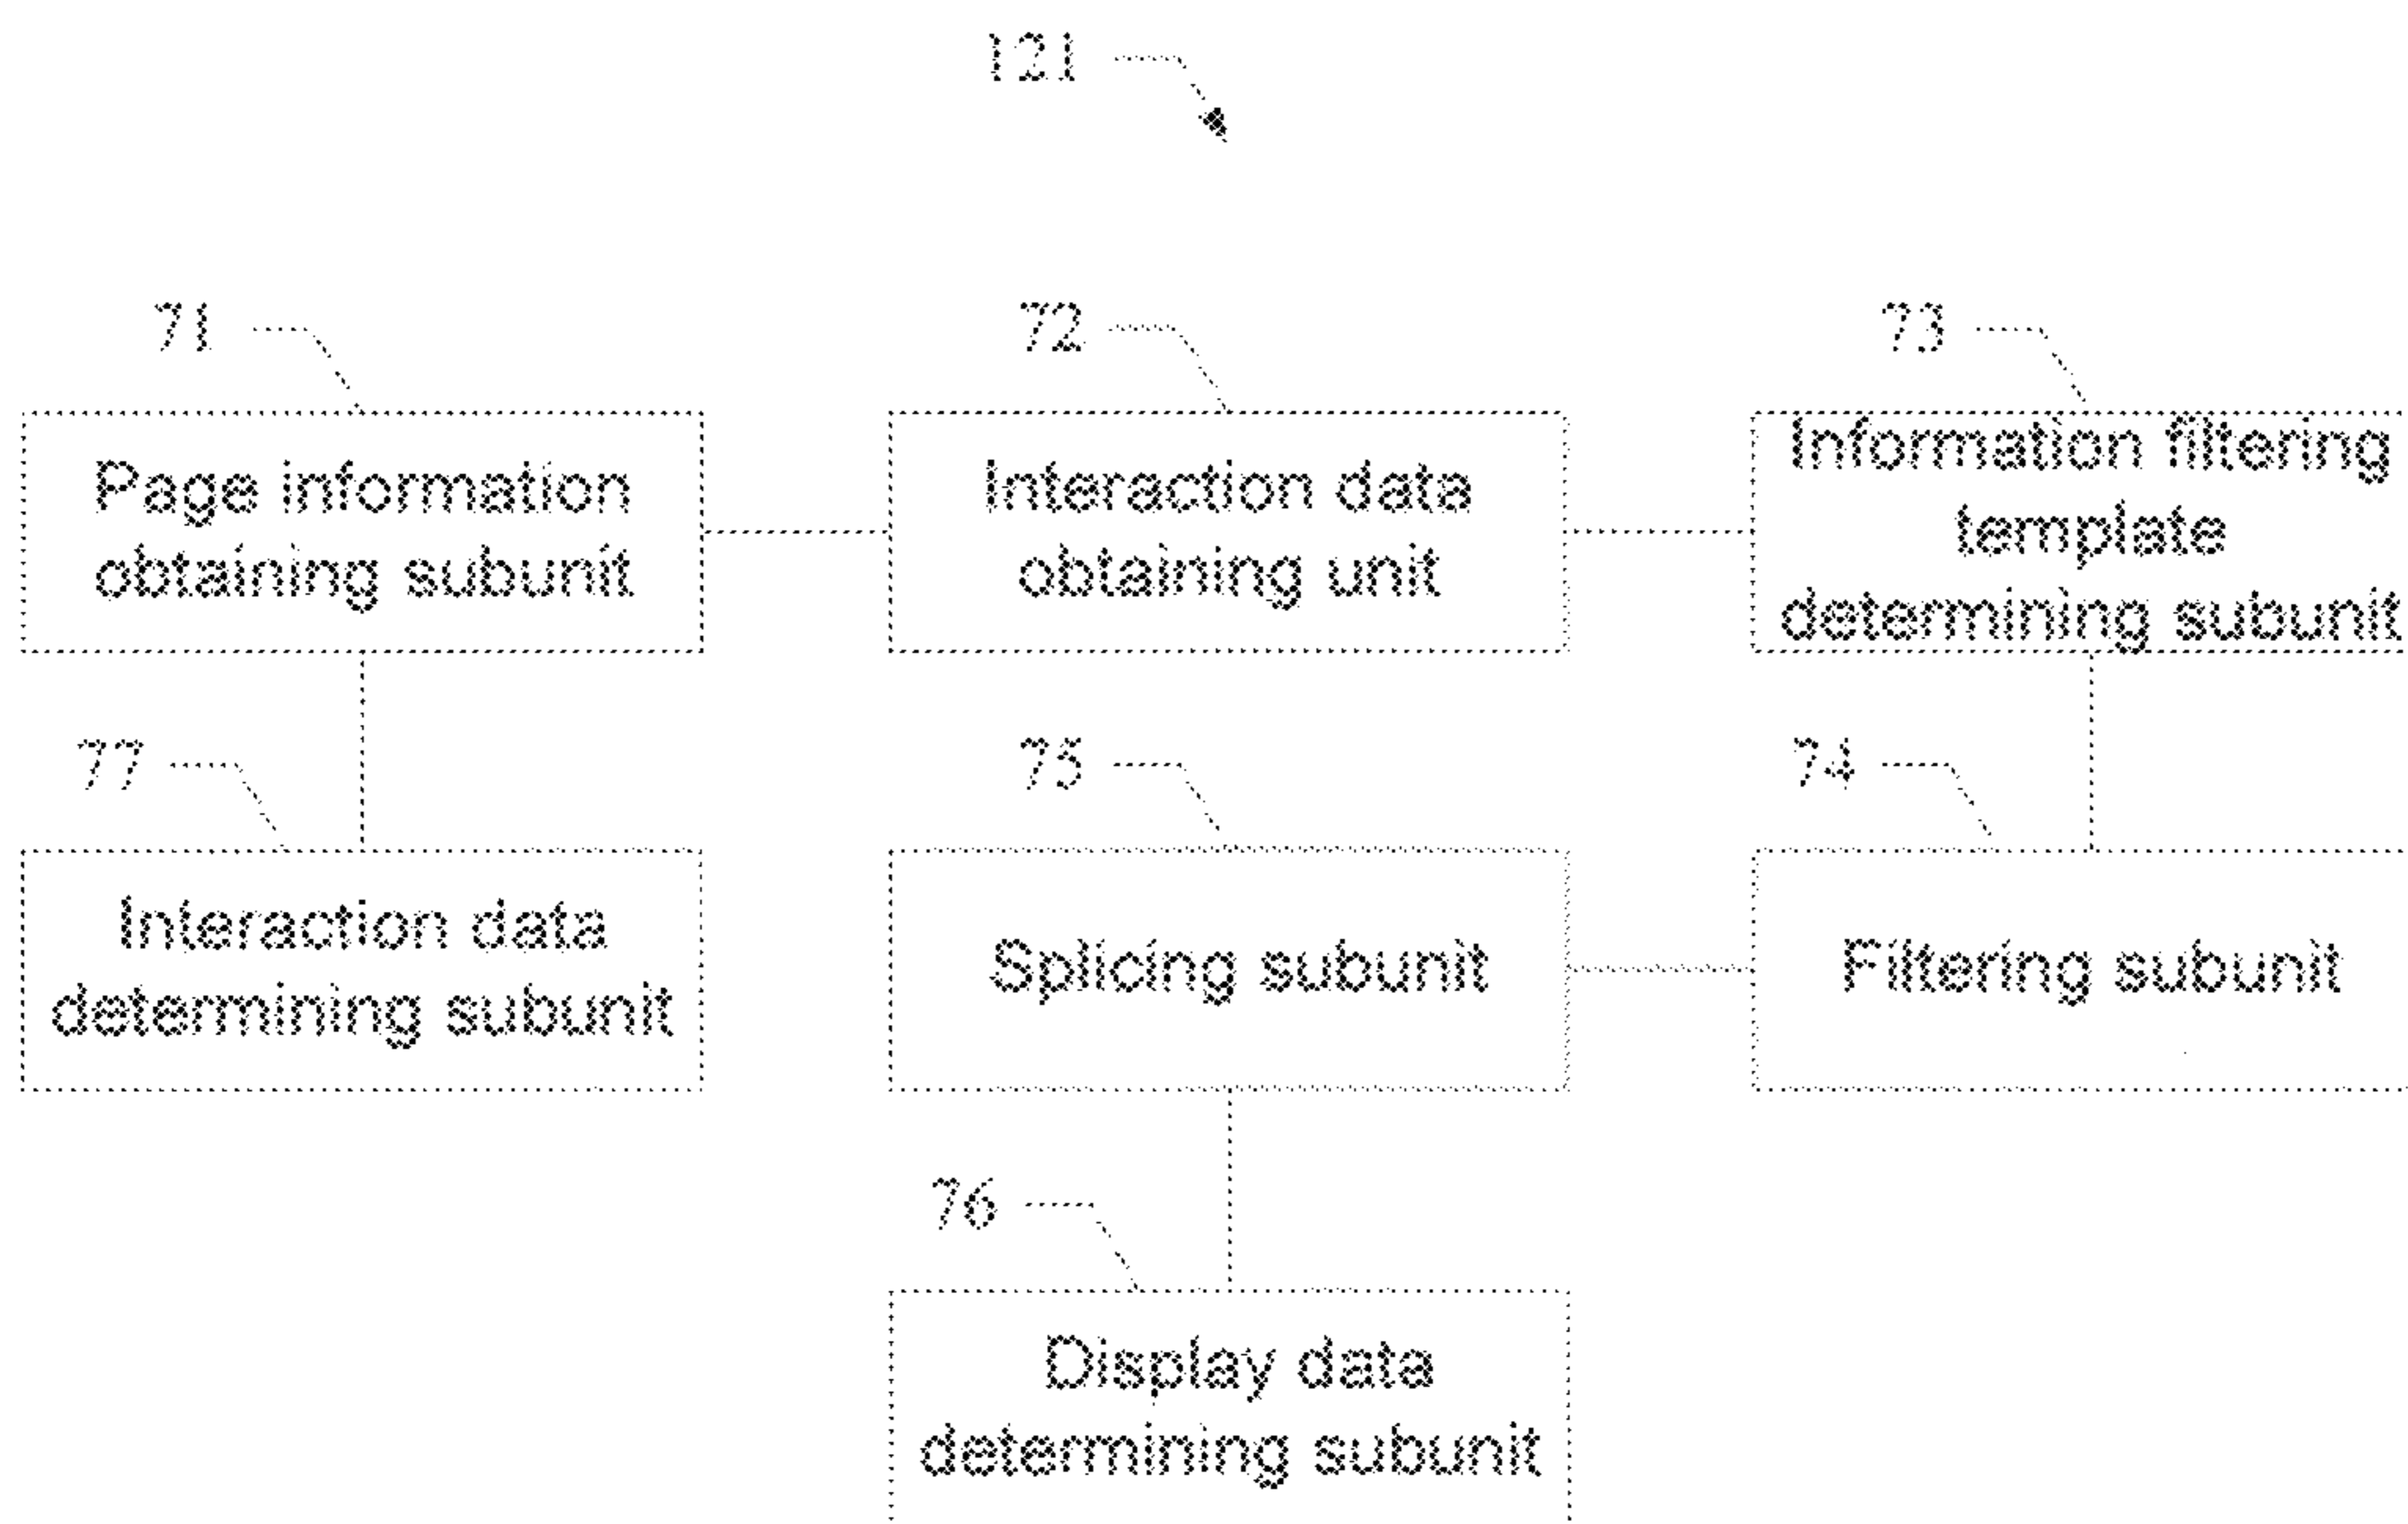 121
71
72
73
Page information
obtaining subunit
Interaction data
obtaining unit
Information filtering
template
determining subunit
77
75
74
Interaction data
determining subunit
Splicing subunit
Filtering subunit
76
Display data
determining subunit